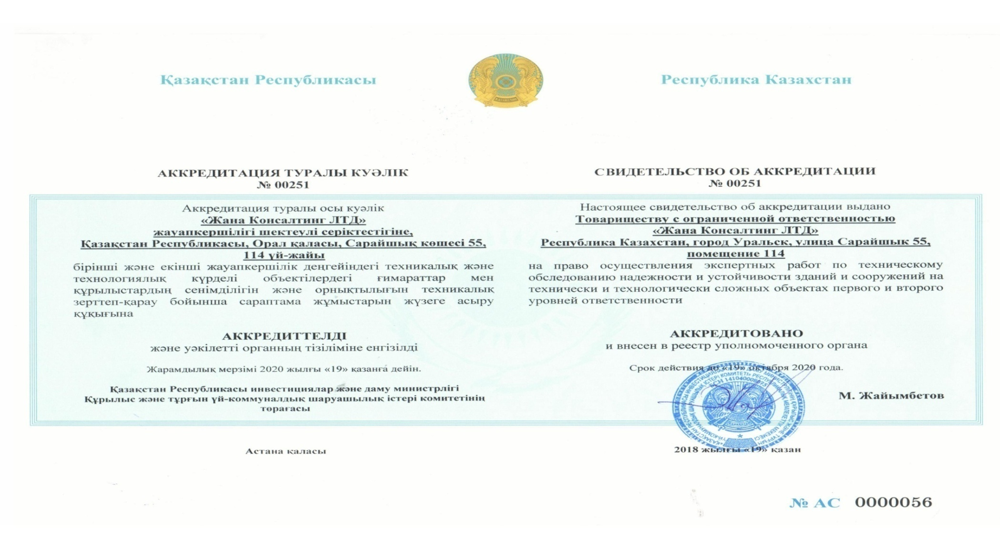 Қазақстан Республикасы
Республика Казахстан
АККРЕДИТАЦИЯ ТУРАЛЫ КУӘЛІК
№ 00251
Аккредитация туралы осы куәлік
«Жана Консалтинг ЛТД»
жауапкершілігі шектеулі серіктестігіне,
Қазақстан Республикасы, Орал қаласы, Сарайшық көшесі 55,
114 үй-жайы
бірінші және екінші жауапкершілік деңгейіндегі техникалық және
технологиялық күрделі объектілердегі ғимараттар мен
құрылыстардың сенімділігін және орнықтылығын техникалық
зерттеп-қарау бойынша сараптама жұмыстарын жүзеге асыру
құқығына
АККРЕДИТТЕЛДІ
және уәкілетті органның тізіліміне енгізілді
Жарамдылық мерзімі 2020 жылғы «19» қазанға дейін.
Қазақстан Республикасы инвестициялар және даму министрлігі
Құрылыс және тұрғын үй-коммуналдық шаруашылық істері комитетінің
төрағасы
Астана қаласы
СВИДЕТЕЛЬСТВО ОБ АККРЕДИТАЦИИ
№ 00251
Настоящее свидетельство об аккредитации выдано
Товариществу с ограниченной ответственностью
«Жана Консалтинг ЛТД»
Республика Казахстан, город Уральск, улица Сарайшык 55,
помещение 114
на право осуществления экспертных работ по техническому
обследованию надежности и устойчивости зданий и сооружений на
технически и технологически сложных объектах первого и второго
уровней ответственности
АККРЕДИТОВАНО
и внесен в реестр уполномоченного органа
Срок действия до «19» октября 2020 года.
М. Жайымбетов
2018 жылғы «19» қазан
№ АС 0000056